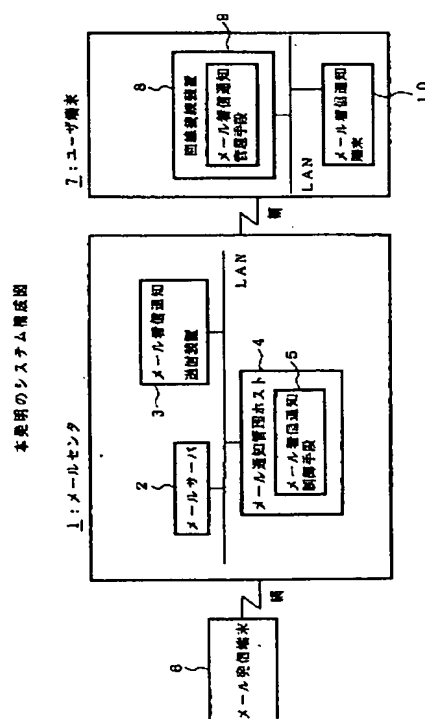 本発明のシステム構成図
1:メールセンタ
2
メールサーバ
3
メール着信通知
送信装置
LAN
メール通知管理ホスト
4
メール着信通知
制御手段
5
6
メール発信端末
網
網
7:ユーザ端末
8
9
回線接続装置
メール着信通知
管理手段
LAN
メール着信通知
端末
10